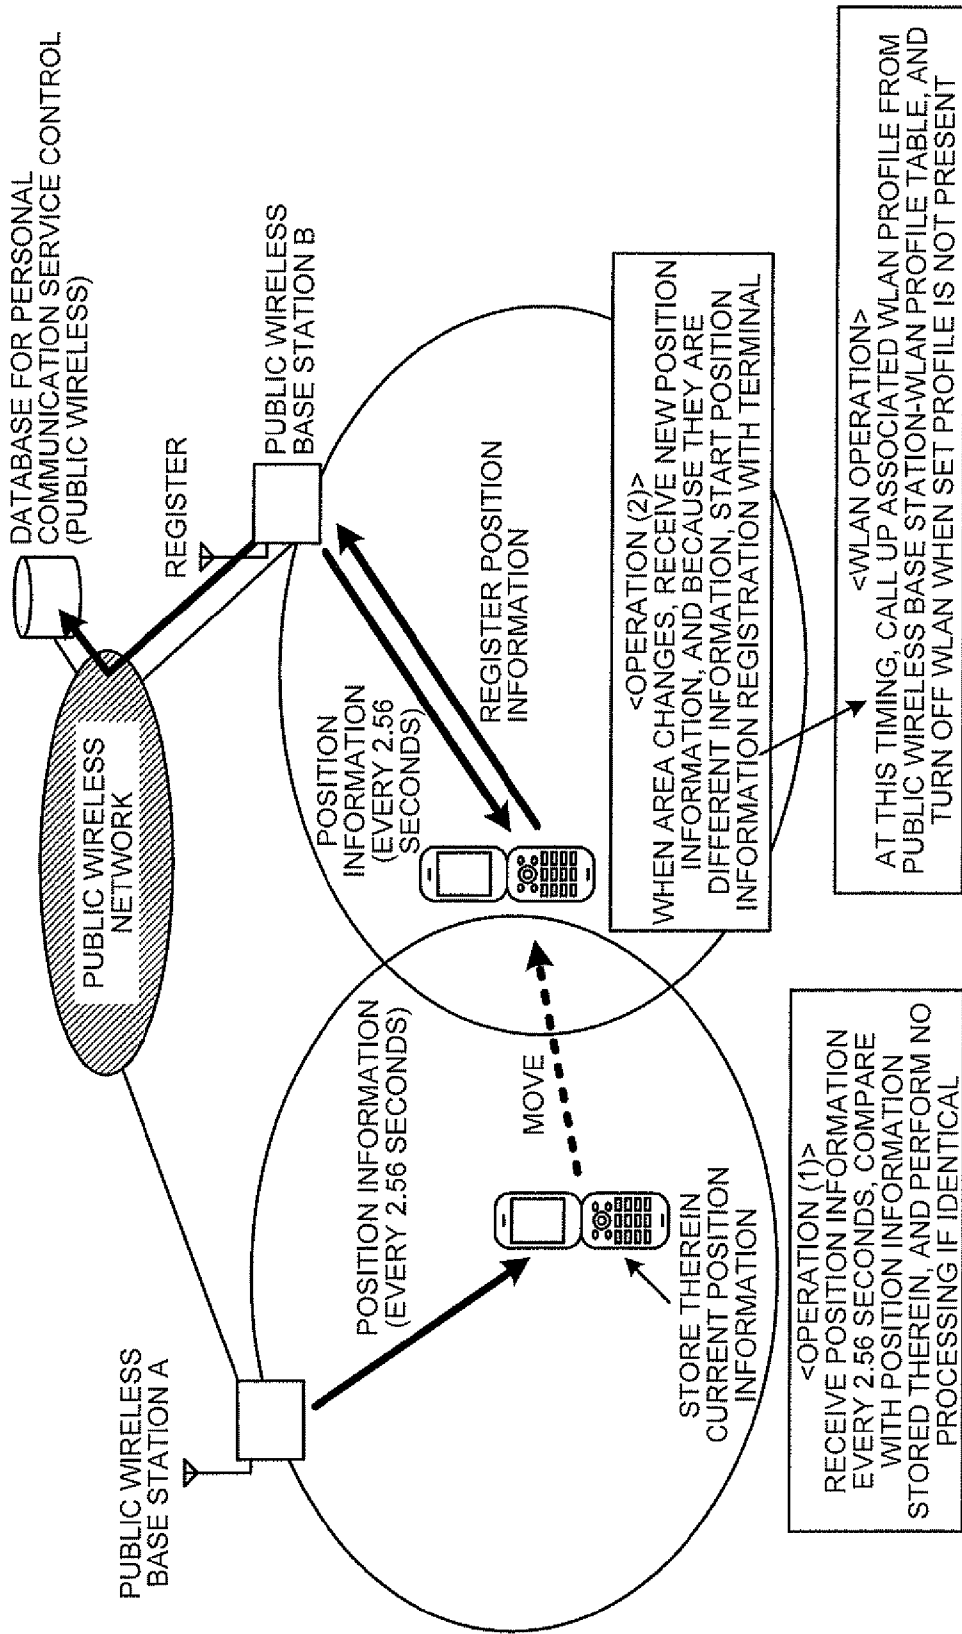 DATABASE FOR PERSONAL
COMMUNICATION SERVICE CONTROL
(PUBLIC WIRELESS)
PUBLIC WIRELESS
NETWORK
REGISTER
PUBLIC WIRELESS
BASE STATION A
PUBLIC WIRELESS
BASE STATION B
POSITION INFORMATION
(EVERY 2.56 SECONDS)
POSITION
INFORMATION
(EVERY 2.56
SECONDS)
REGISTER POSITION
INFORMATION
MOVE
STORE THEREIN
CURRENT POSITION
INFORMATION
<OPERATION (1)>
RECEIVE POSITION INFORMATION
EVERY 2.56 SECONDS, COMPARE
WITH POSITION INFORMATION
STORED THEREIN, AND PERFORM NO
PROCESSING IF IDENTICAL
<OPERATION (2)>
WHEN AREA CHANGES, RECEIVE NEW POSITION
INFORMATION, AND BECAUSE THEY ARE
DIFFERENT INFORMATION, START POSITION
INFORMATION REGISTRATION WITH TERMINAL
<WLAN OPERATION>
AT THIS TIMING, CALL UP ASSOCIATED WLAN PROFILE FROM
PUBLIC WIRELESS BASE STATION-WLAN PROFILE TABLE, AND
TURN OFF WLAN WHEN SET PROFILE IS NOT PRESENT